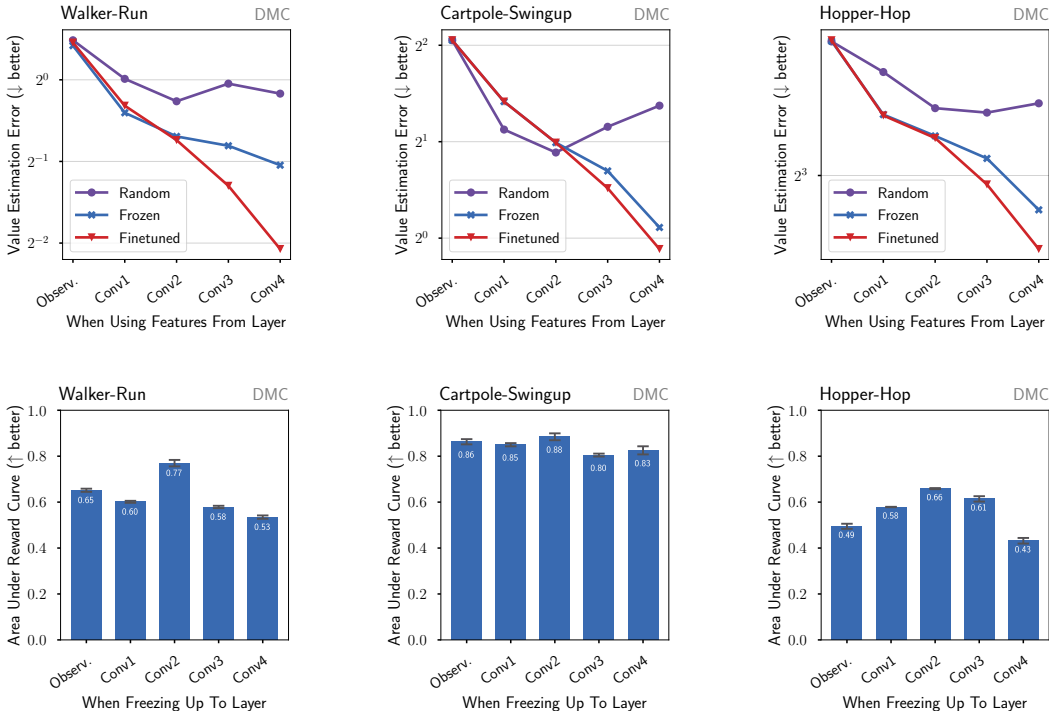 Walker-Run DMC
Value Estimation Error (↓ better)
2^0
2^−1
2^−2
Random
Frozen
Finetuned
Observ. Conv1 Conv2 Conv3 Conv4
When Using Features From Layer
Cartpole-Swingup DMC
Value Estimation Error (↓ better)
2^2
2^1
2^0
Random
Frozen
Finetuned
Observ. Conv1 Conv2 Conv3 Conv4
When Using Features From Layer
Hopper-Hop DMC
Value Estimation Error (↓ better)
2^3
Random
Frozen
Finetuned
Observ. Conv1 Conv2 Conv3 Conv4
When Using Features From Layer
Walker-Run DMC
Area Under Reward Curve (↑ better)
1.0
0.8
0.6
0.4
0.2
0.0
0.65 0.60 0.77 0.58 0.53
Observ. Conv1 Conv2 Conv3 Conv4
When Freezing Up To Layer
Cartpole-Swingup DMC
Area Under Reward Curve (↑ better)
1.0
0.8
0.6
0.4
0.2
0.0
0.86 0.85 0.88 0.80 0.83
Observ. Conv1 Conv2 Conv3 Conv4
When Freezing Up To Layer
Hopper-Hop DMC
Area Under Reward Curve (↑ better)
1.0
0.8
0.6
0.4
0.2
0.0
0.49 0.58 0.66 0.61 0.43
Observ. Conv1 Conv2 Conv3 Conv4
When Freezing Up To Layer